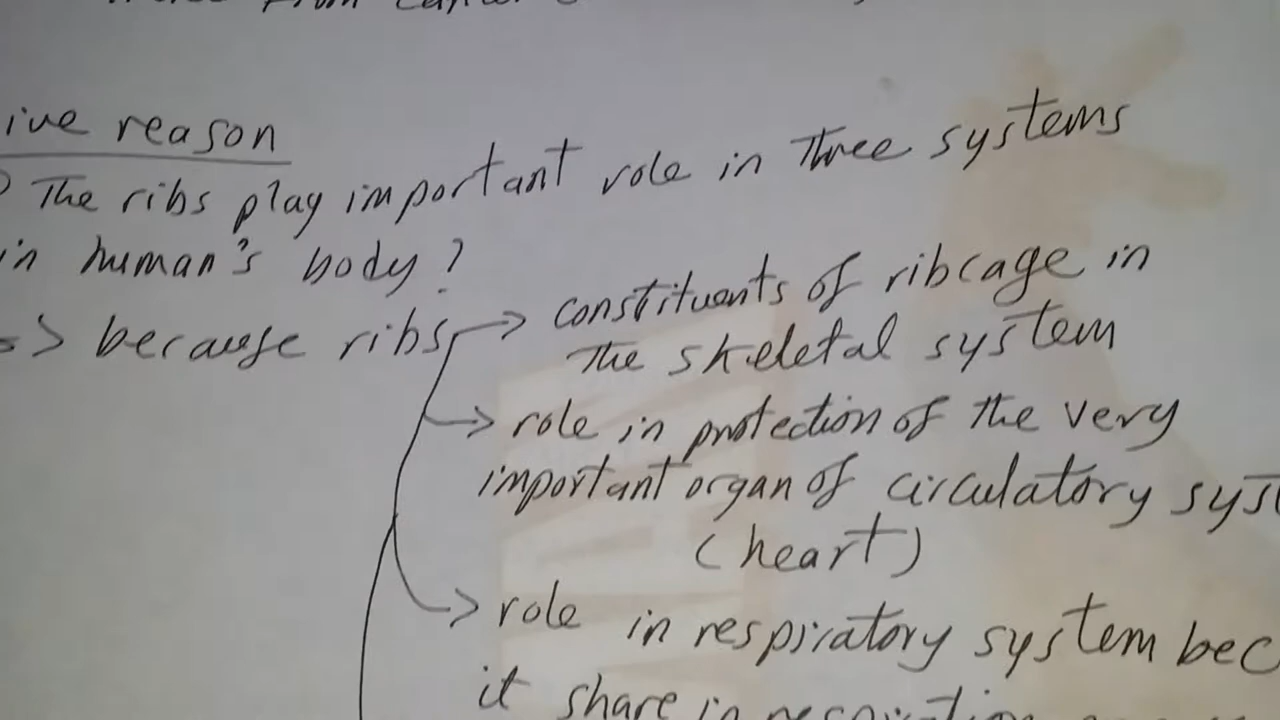 ive reason
The ribs play important role in three systems
in human's body?
=> because ribs → constituents of ribcage in
the skeletal system
→ role in protection of the very
important organ of circulatory syst
(heart)
→ role in respiratory system bec
it share in